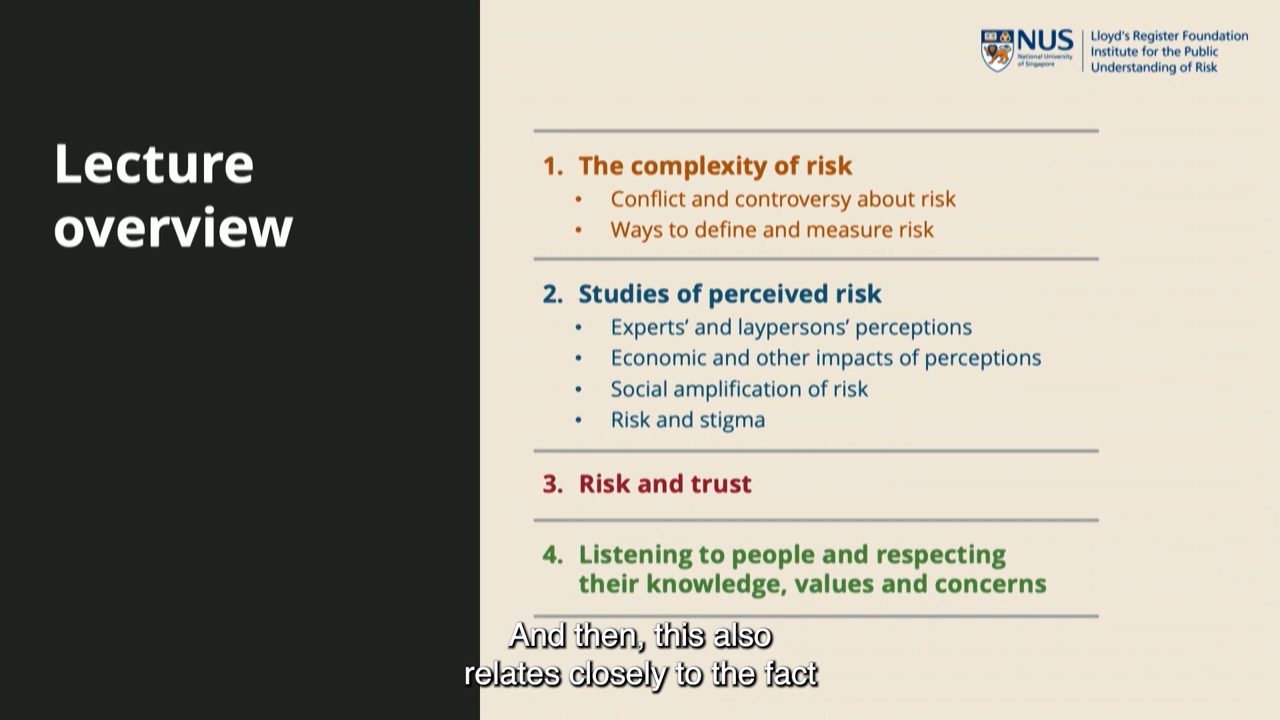 Lecture
overview
NUS
National University
of Singapore
Lloyd's Register Foundation
Institute for the Public
Understanding of Risk
1. The complexity of risk
• Conflict and controversy about risk
• Ways to define and measure risk
2. Studies of perceived risk
• Experts’ and laypersons’ perceptions
• Economic and other impacts of perceptions
• Social amplification of risk
• Risk and stigma
3. Risk and trust
4. Listening to people and respecting
their knowledge, values and concerns
And then, this also
relates closely to the fact